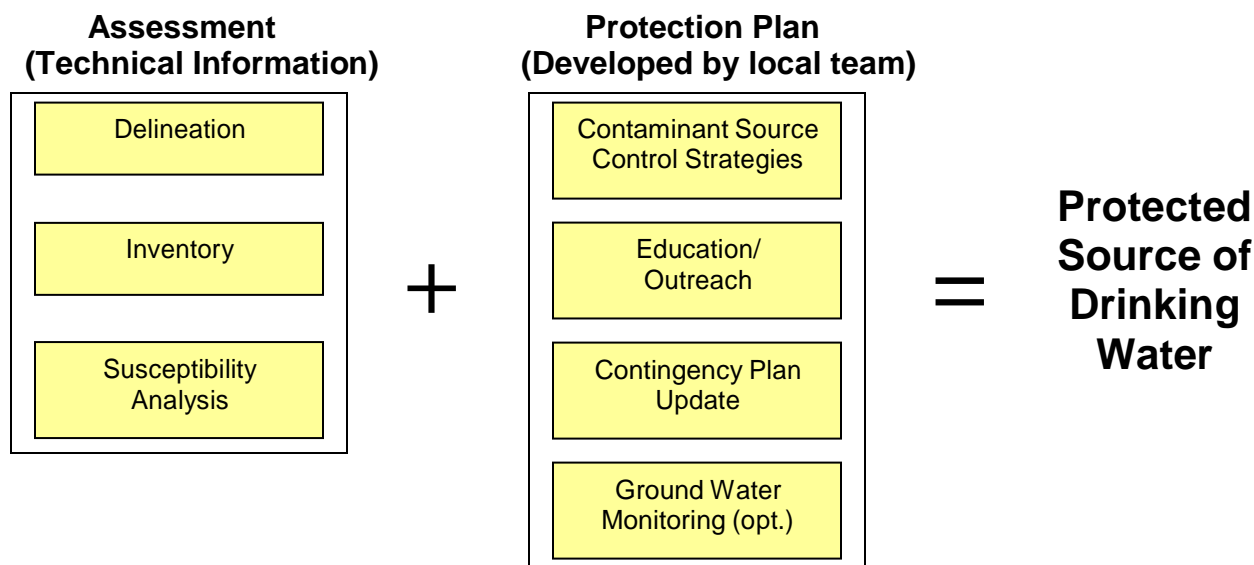 Assessment
(Technical Information)
Delineation
Inventory
Susceptibility
Analysis
+
Protection Plan
(Developed by local team)
Contaminant Source
Control Strategies
Education/
Outreach
Contingency Plan
Update
Ground Water
Monitoring (opt.)
=
Protected
Source of
Drinking
Water